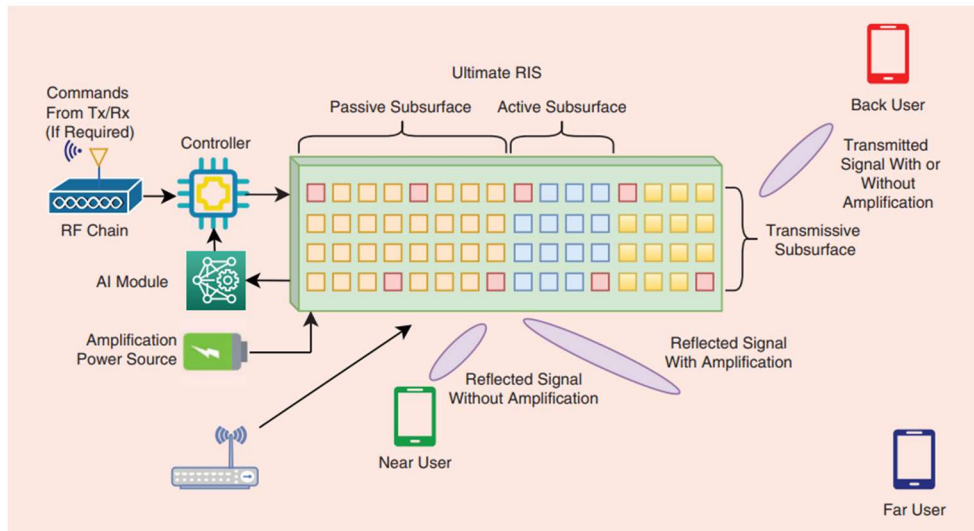 Ultimate RIS
Commands
From Tx/Rx
(If Required)
Controller
Passive Subsurface
Active Subsurface
Back User
Transmitted
Signal With or
Without
Amplification
RF Chain
Transmissive
Subsurface
AI Module
Amplification
Power Source
Reflected Signal
With Amplification
Reflected Signal
Without Amplification
Near User
Far User